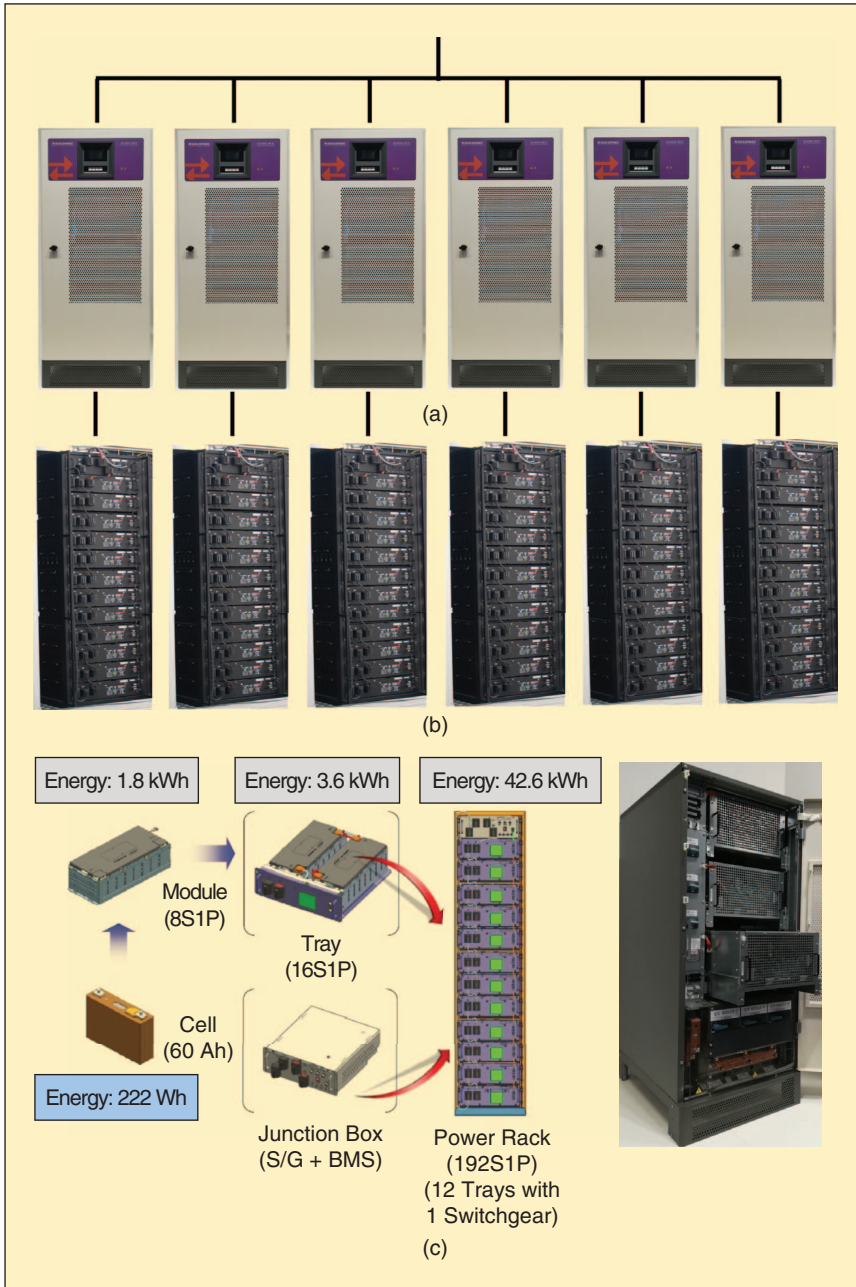 (a)
(b)
Energy: 1.8 kWh
Energy: 3.6 kWh
Energy: 42.6 kWh
Module
(8S1P)
Tray
(16S1P)
Cell
(60 Ah)
Energy: 222 Wh
Junction Box
(S/G + BMS)
Power Rack
(192S1P)
(12 Trays with
1 Switchgear)
(c)